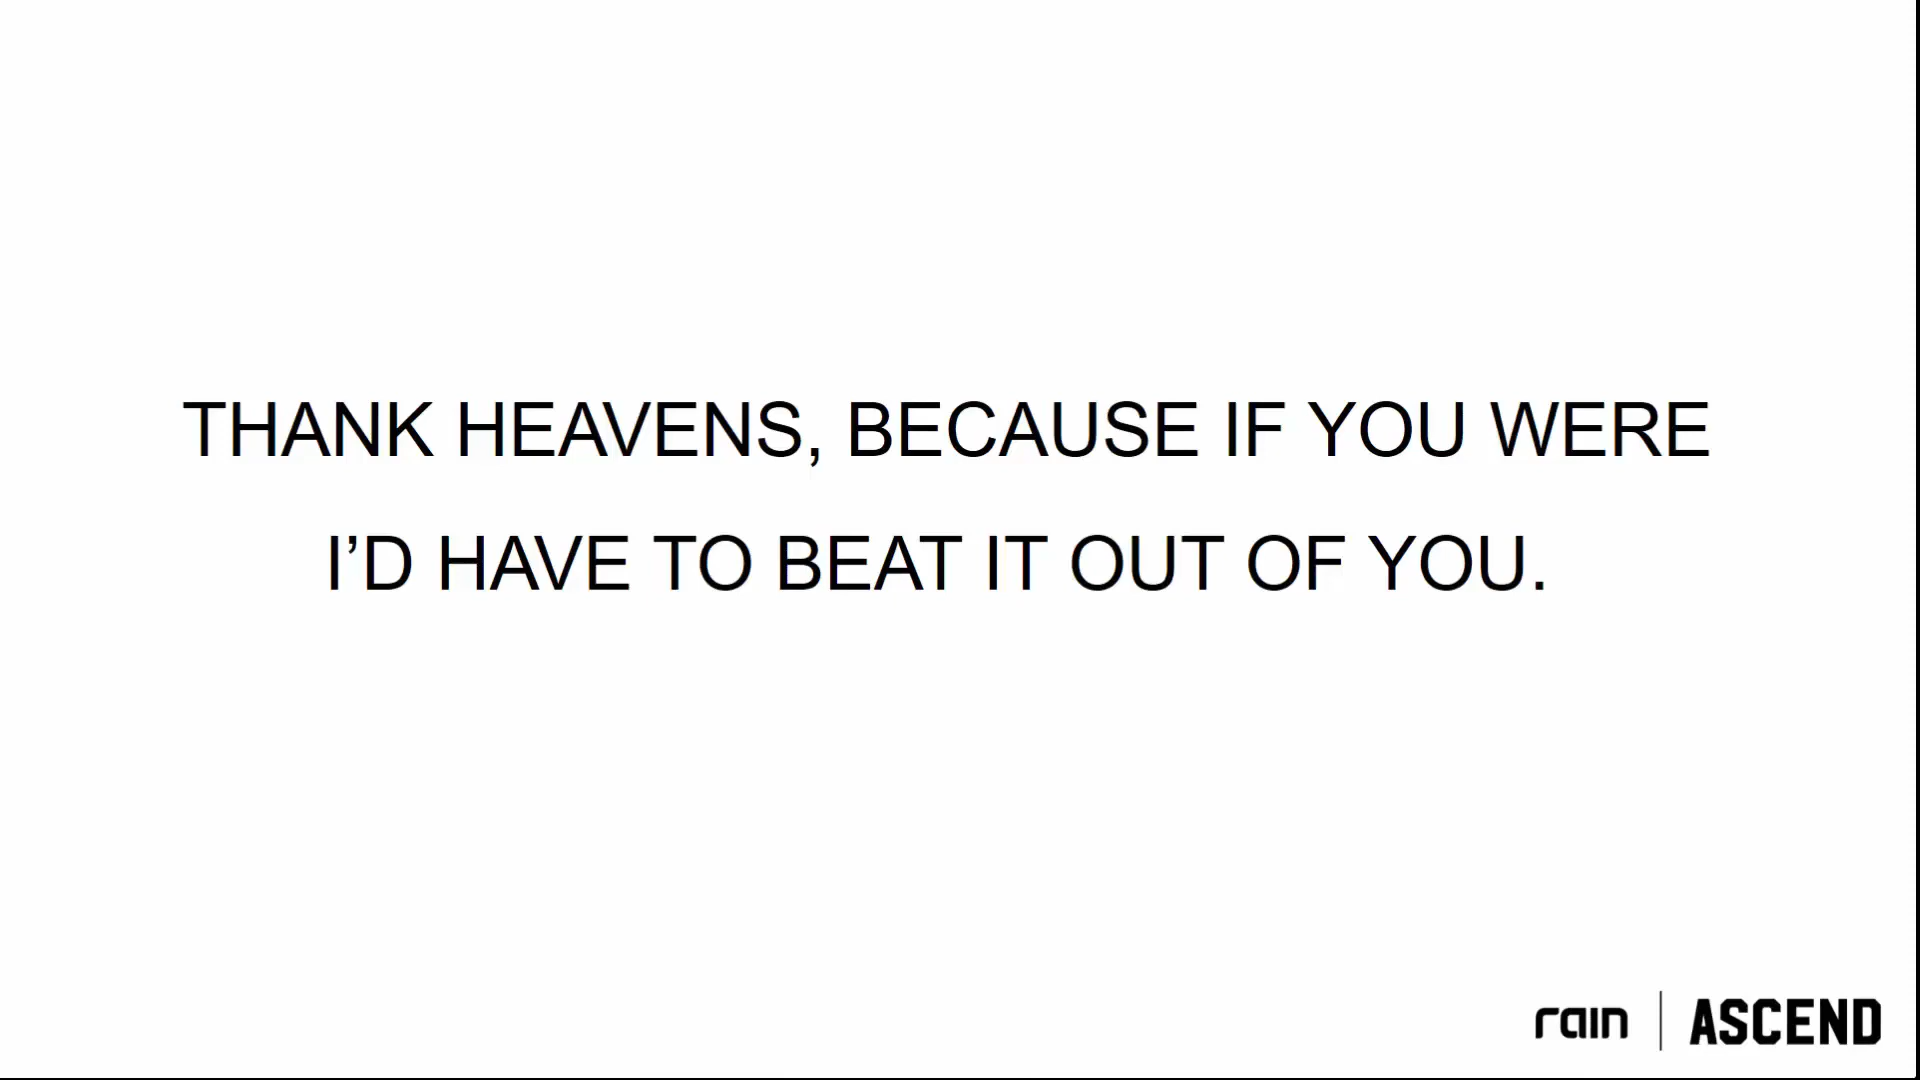 THANK HEAVENS, BECAUSE IF YOU WERE
I’D HAVE TO BEAT IT OUT OF YOU.
rain | ASCEND